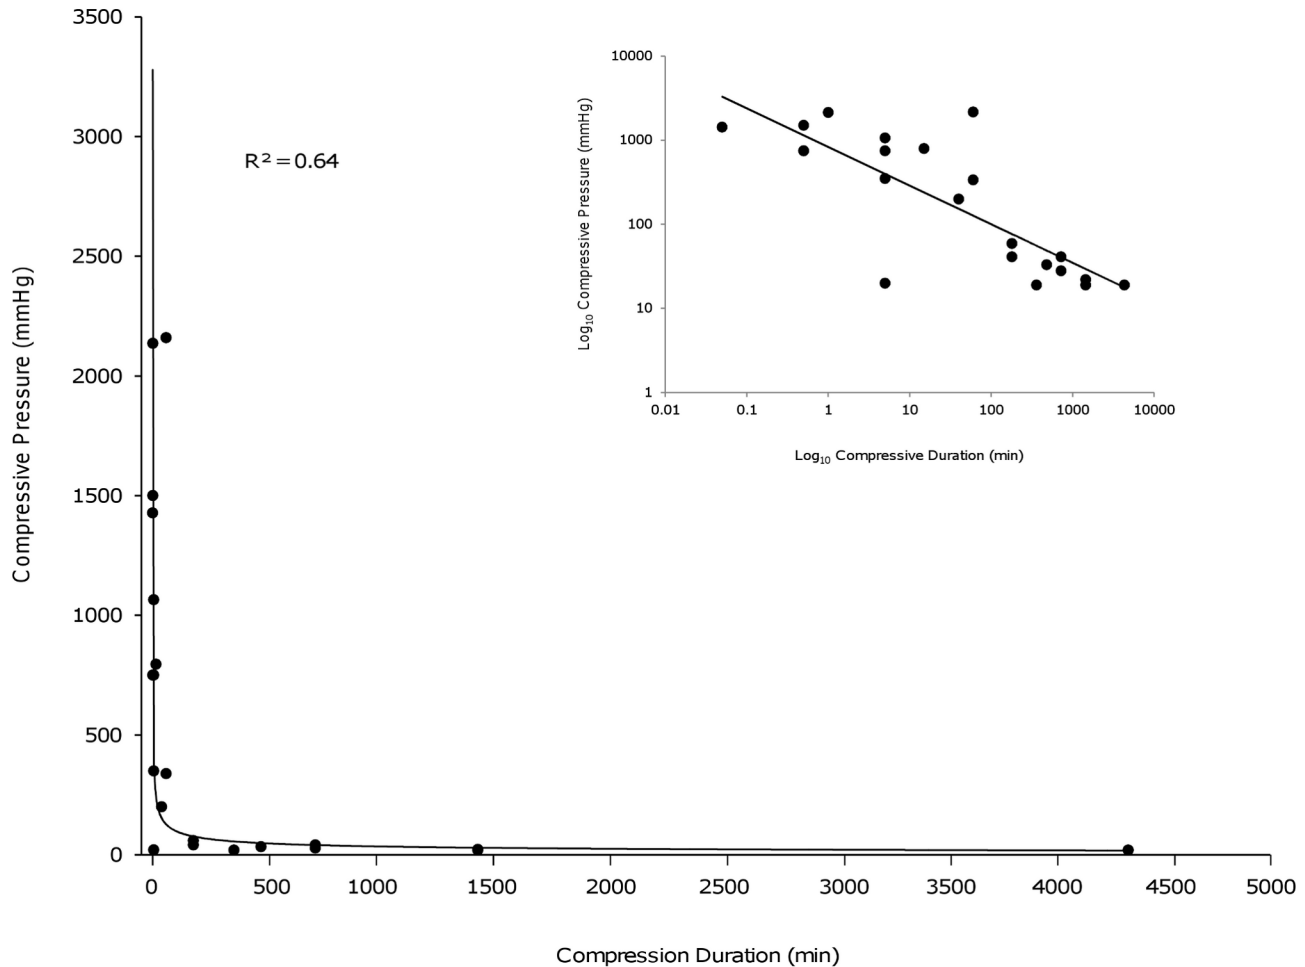 3500
3000
2500
2000
1500
1000
500
0
Compressive Pressure (mmHg)
R² = 0.64
0 500 1000 1500 2000 2500 3000 3500 4000 4500 5000
Compression Duration (min)
10000
1000
100
10
1
Log₁₀ Compressive Pressure (mmHg)
0.01 0.1 1 10 100 1000 10000
Log₁₀ Compressive Duration (min)